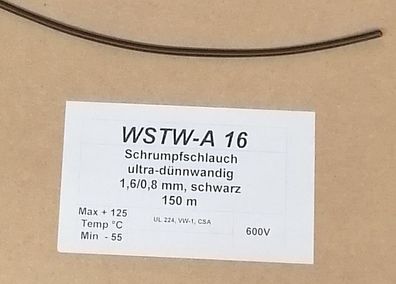 WSTW-A 16
Schrumpfschlauch
ultra-dünnwandig
1,6/0,8 mm, schwarz
150 m
Max + 125
Temp °C
Min - 55
UL 224, VW-1, CSA
600V